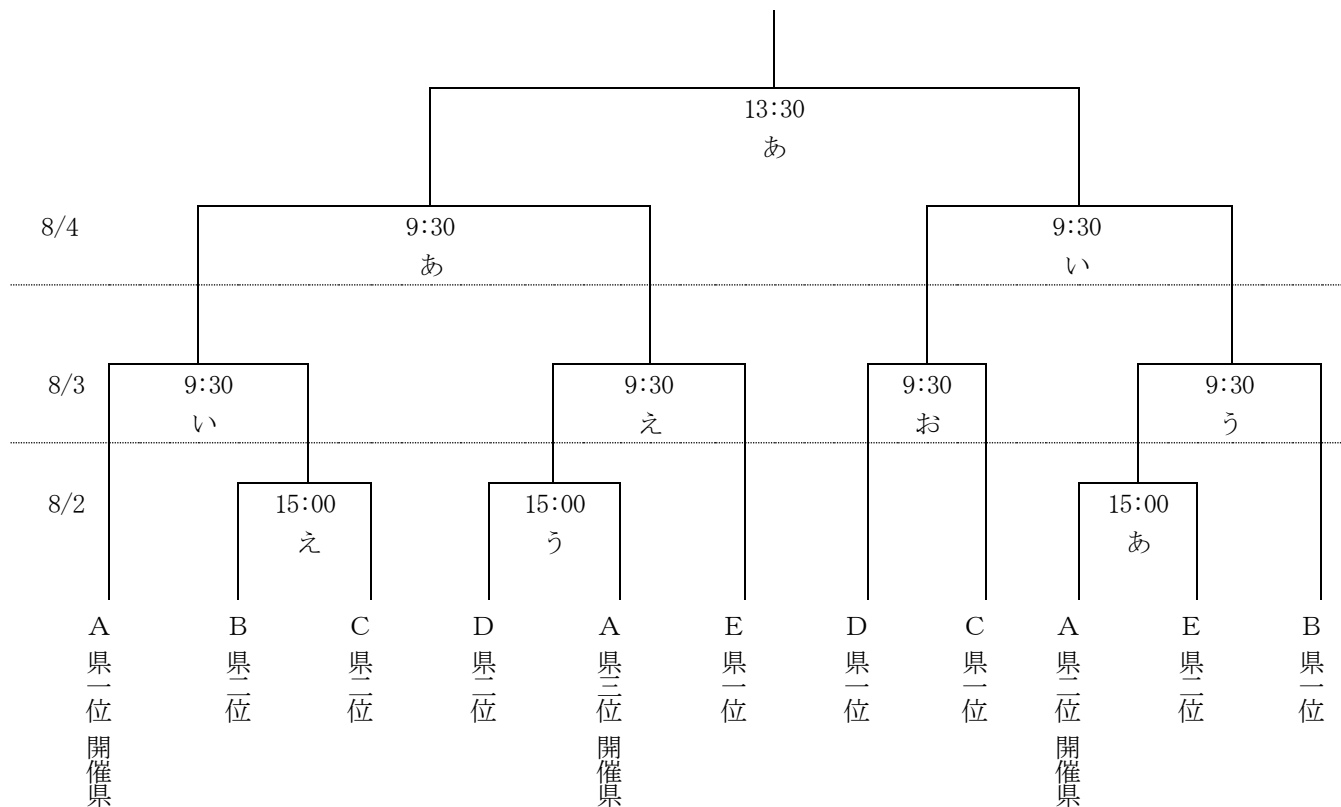 13:30
あ
8/4
9:30
あ
9:30
い
8/3
9:30
い
9:30
え
9:30
お
9:30
う
8/2
15:00
え
15:00
う
15:00
あ
A県一位 開催県
B県二位
C県二位
D県二位
A県三位 開催県
E県一位
D県一位
C県一位
A県二位 開催県
E県二位
B県一位